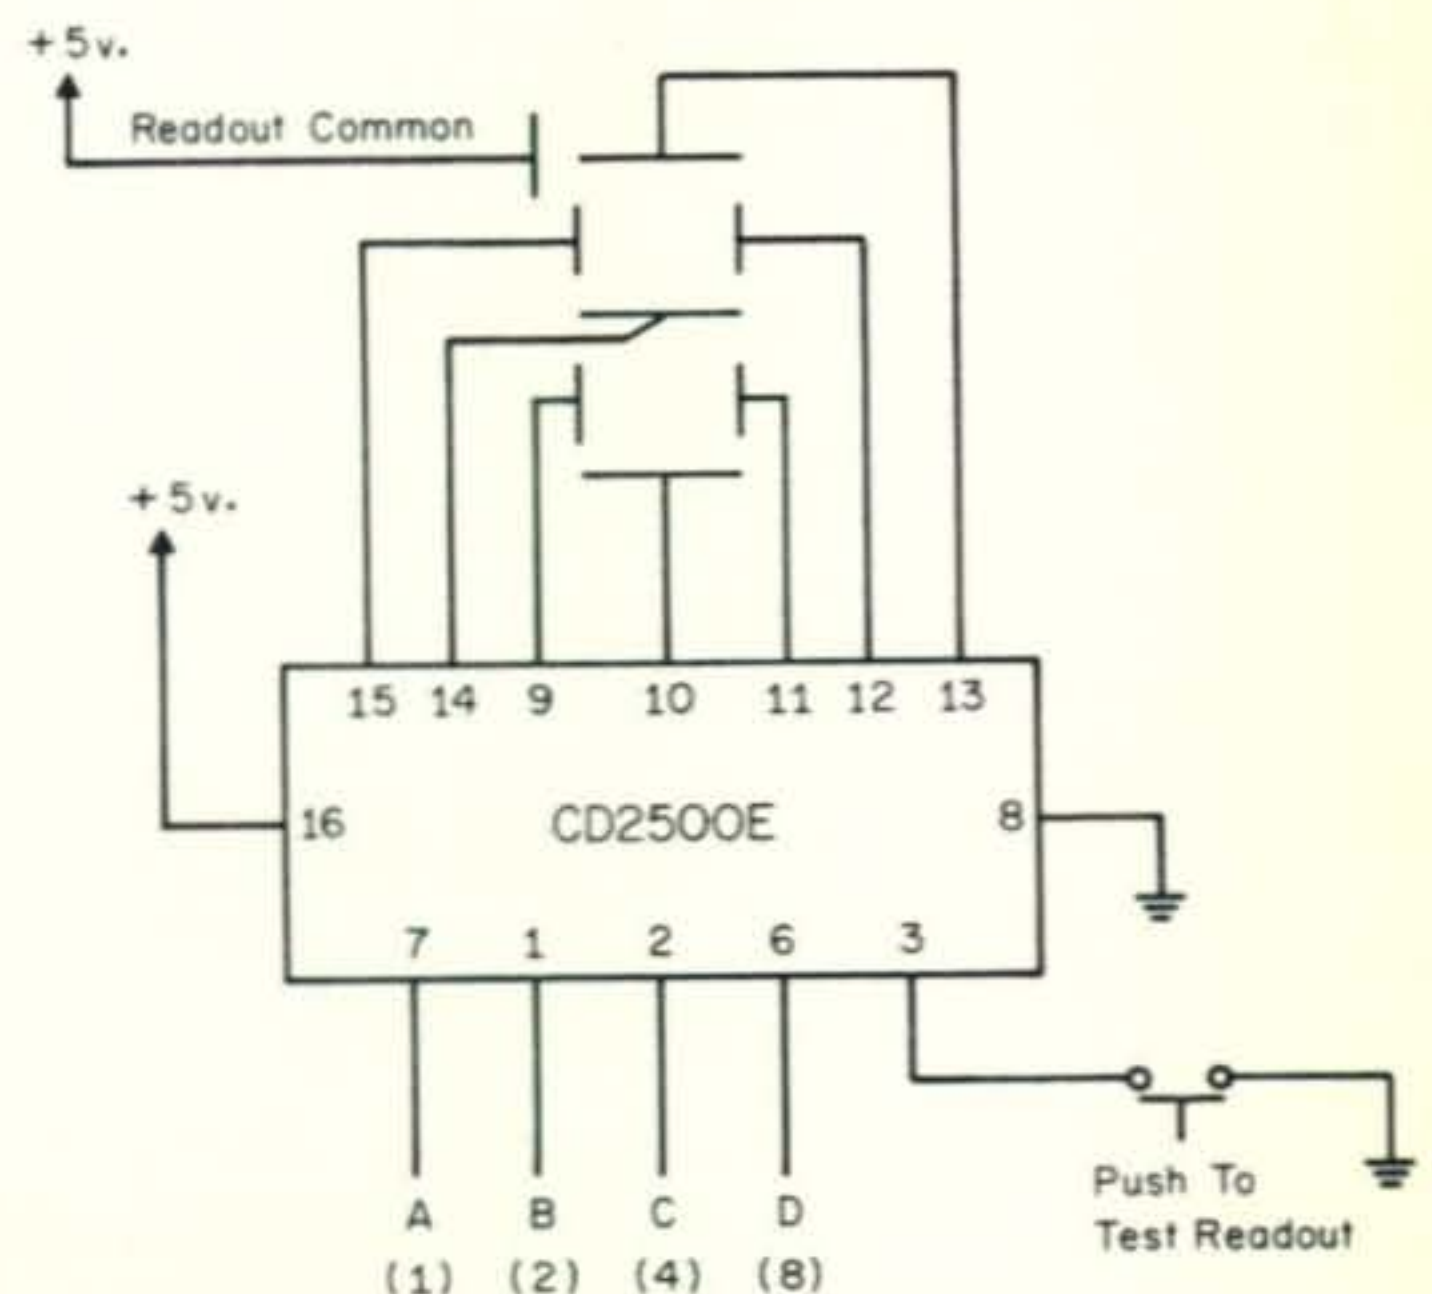 +5v.
Readout Common
+5v.
15 14 9 10 11 12 13
16 CD2500E 8
7 1 2 6 3
A B C D
(1) (2) (4) (8)
Push To
Test Readout